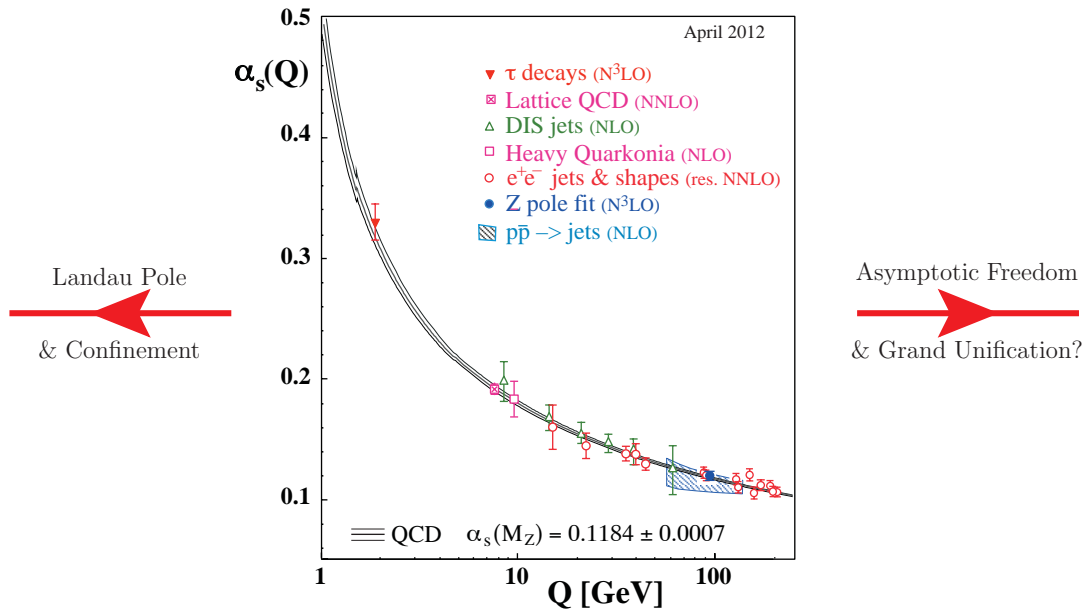 April 2012
0.5
αs(Q)
τ decays (N³LO)
Lattice QCD (NNLO)
DIS jets (NLO)
Heavy Quarkonia (NLO)
e⁺e⁻ jets & shapes (res. NNLO)
Z pole fit (N³LO)
pp̅ –> jets (NLO)
0.4
0.3
Landau Pole
& Confinement
Asymptotic Freedom
& Grand Unification?
0.2
0.1
QCD αs(MZ) = 0.1184 ± 0.0007
1 10 100
Q [GeV]